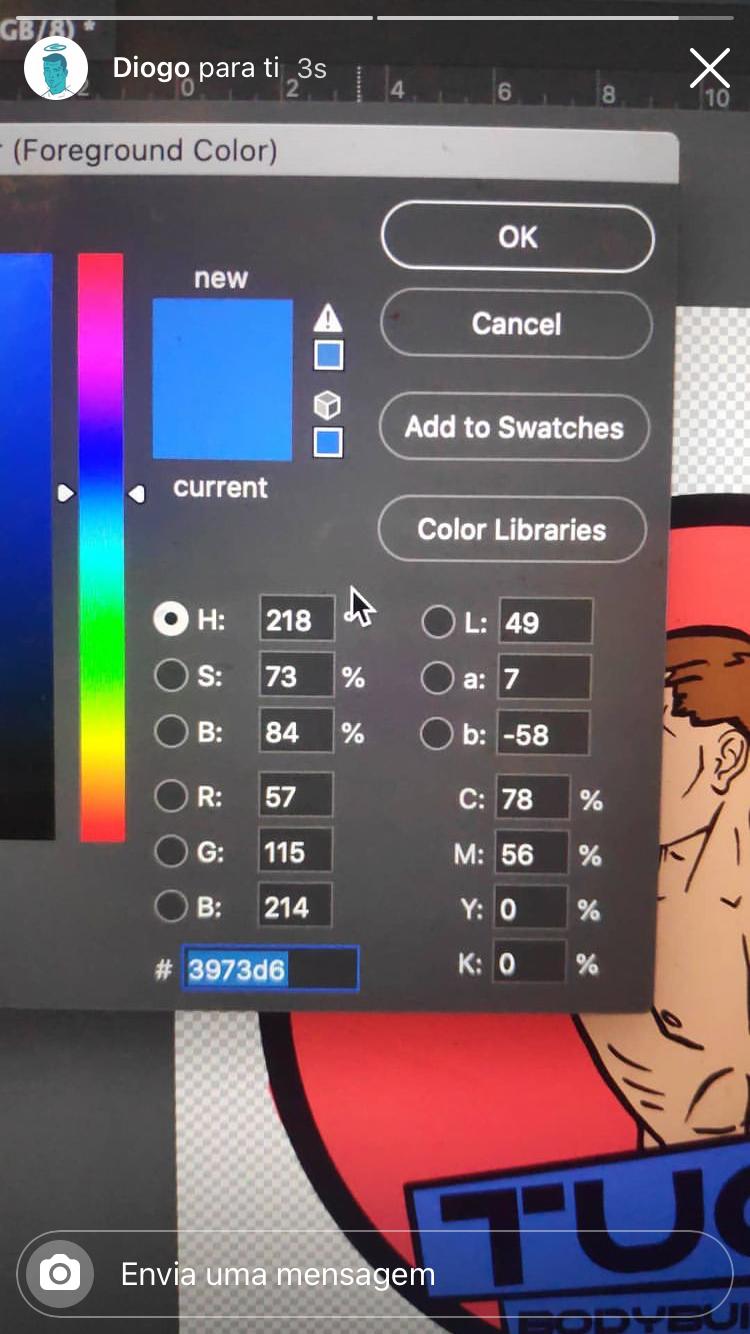 GB/8) *
Diogo para ti 3s
2 0 2 4 6 8 10
(Foreground Color)
OK
new
Cancel
Add to Swatches
current
Color Libraries
H: 218 L: 49
S: 73 % a: 7
B: 84 % b: -58
R: 57 C: 78 %
G: 115 M: 56 %
B: 214 Y: 0 %
# 3973d6 K: 0 %
TUG
Envia uma mensagem
BODYBU